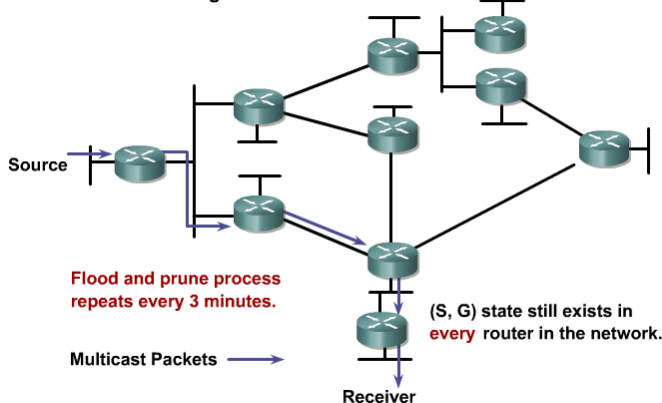 Source
Flood and prune process
repeats every 3 minutes.
(S, G) state still exists in
every router in the network.
Multicast Packets
Receiver